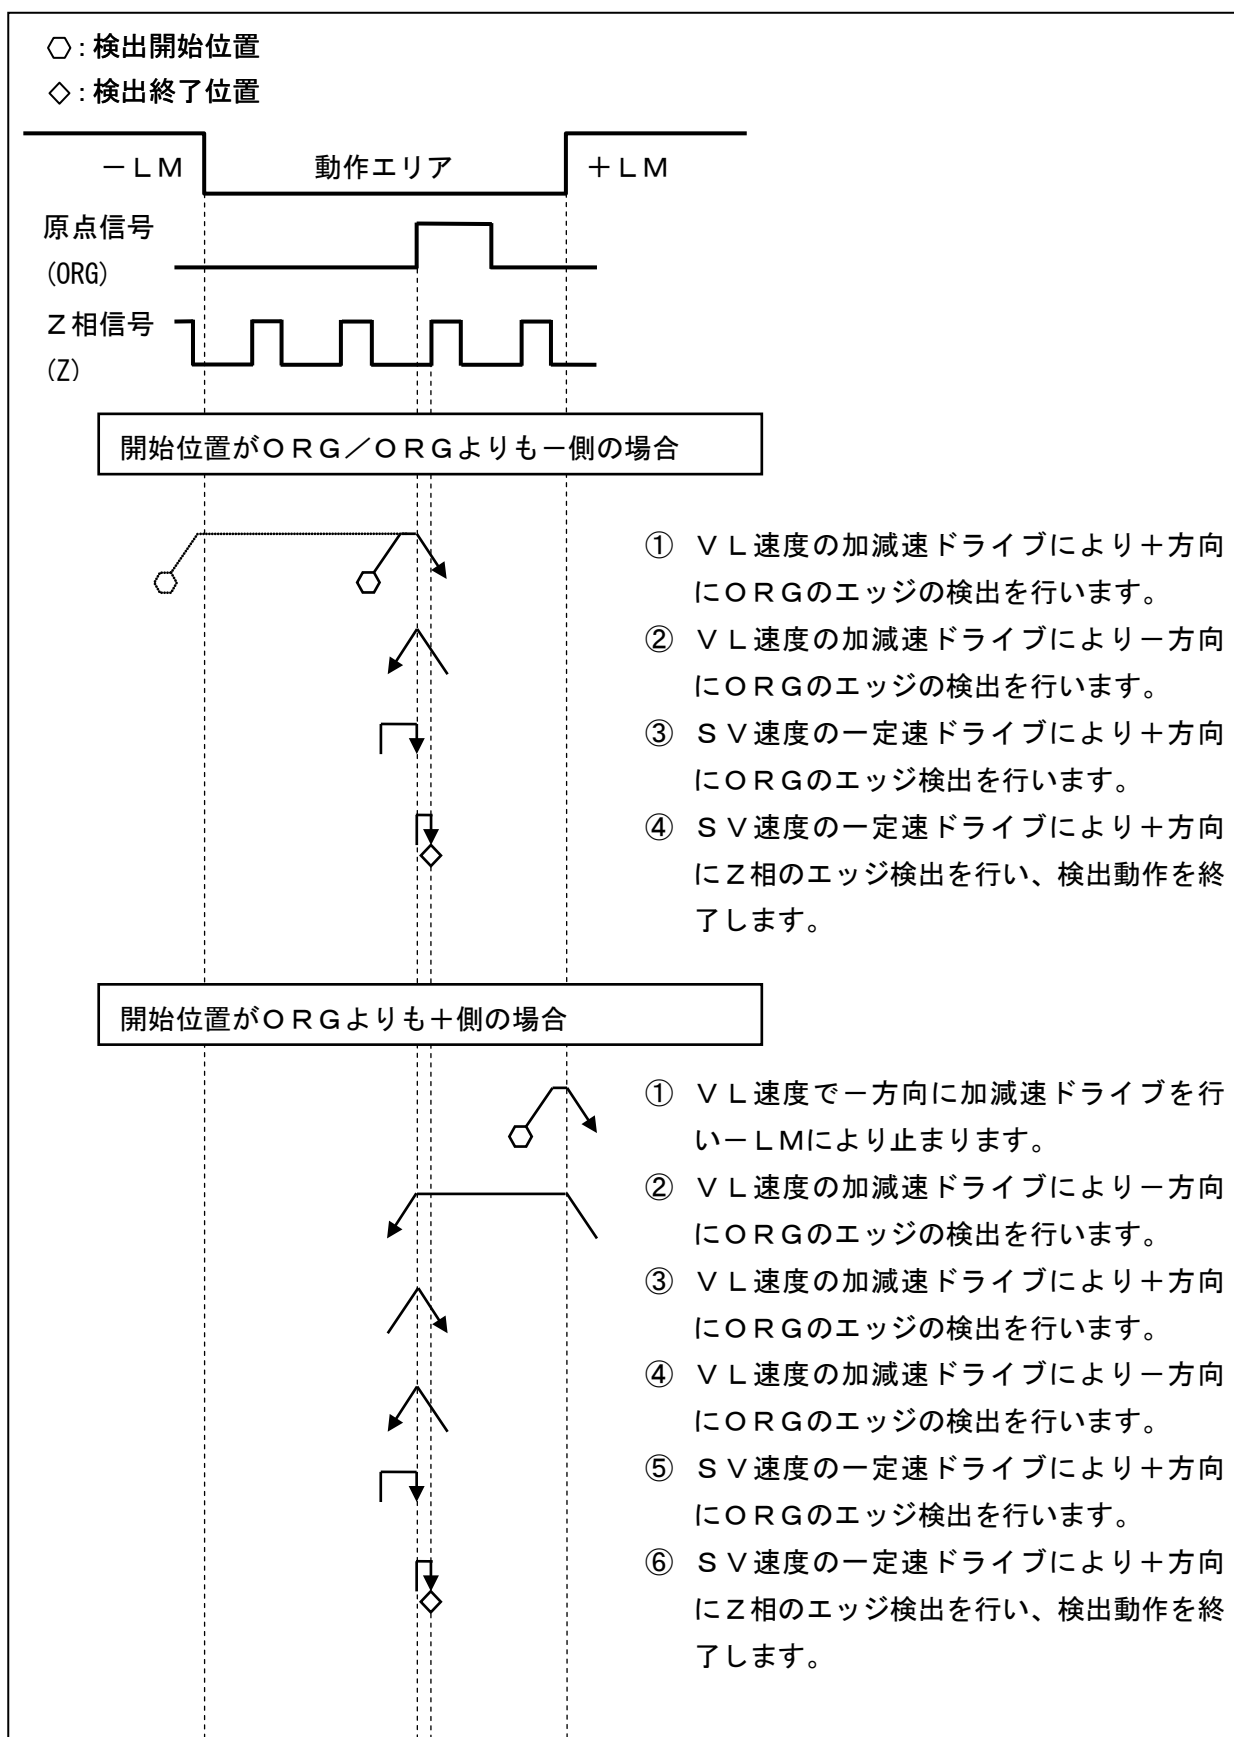 ⬡：検出開始位置
◇：検出終了位置
－ＬＭ 動作エリア ＋ＬＭ
原点信号
(ORG)
Ｚ相信号
(Z)
開始位置がＯＲＧ／ＯＲＧよりも－側の場合
① ＶＬ速度の加減速ドライブにより＋方向
にＯＲＧのエッジの検出を行います。
② ＶＬ速度の加減速ドライブにより－方向
にＯＲＧのエッジの検出を行います。
③ ＳＶ速度の一定速ドライブにより＋方向
にＯＲＧのエッジ検出を行います。
④ ＳＶ速度の一定速ドライブにより＋方向
にＺ相のエッジ検出を行い、検出動作を終
了します。
開始位置がＯＲＧよりも＋側の場合
① ＶＬ速度で－方向に加減速ドライブを行
い－ＬＭにより止まります。
② ＶＬ速度の加減速ドライブにより－方向
にＯＲＧのエッジの検出を行います。
③ ＶＬ速度の加減速ドライブにより＋方向
にＯＲＧのエッジの検出を行います。
④ ＶＬ速度の加減速ドライブにより－方向
にＯＲＧのエッジの検出を行います。
⑤ ＳＶ速度の一定速ドライブにより＋方向
にＯＲＧのエッジ検出を行います。
⑥ ＳＶ速度の一定速ドライブにより＋方向
にＺ相のエッジ検出を行い、検出動作を終
了します。